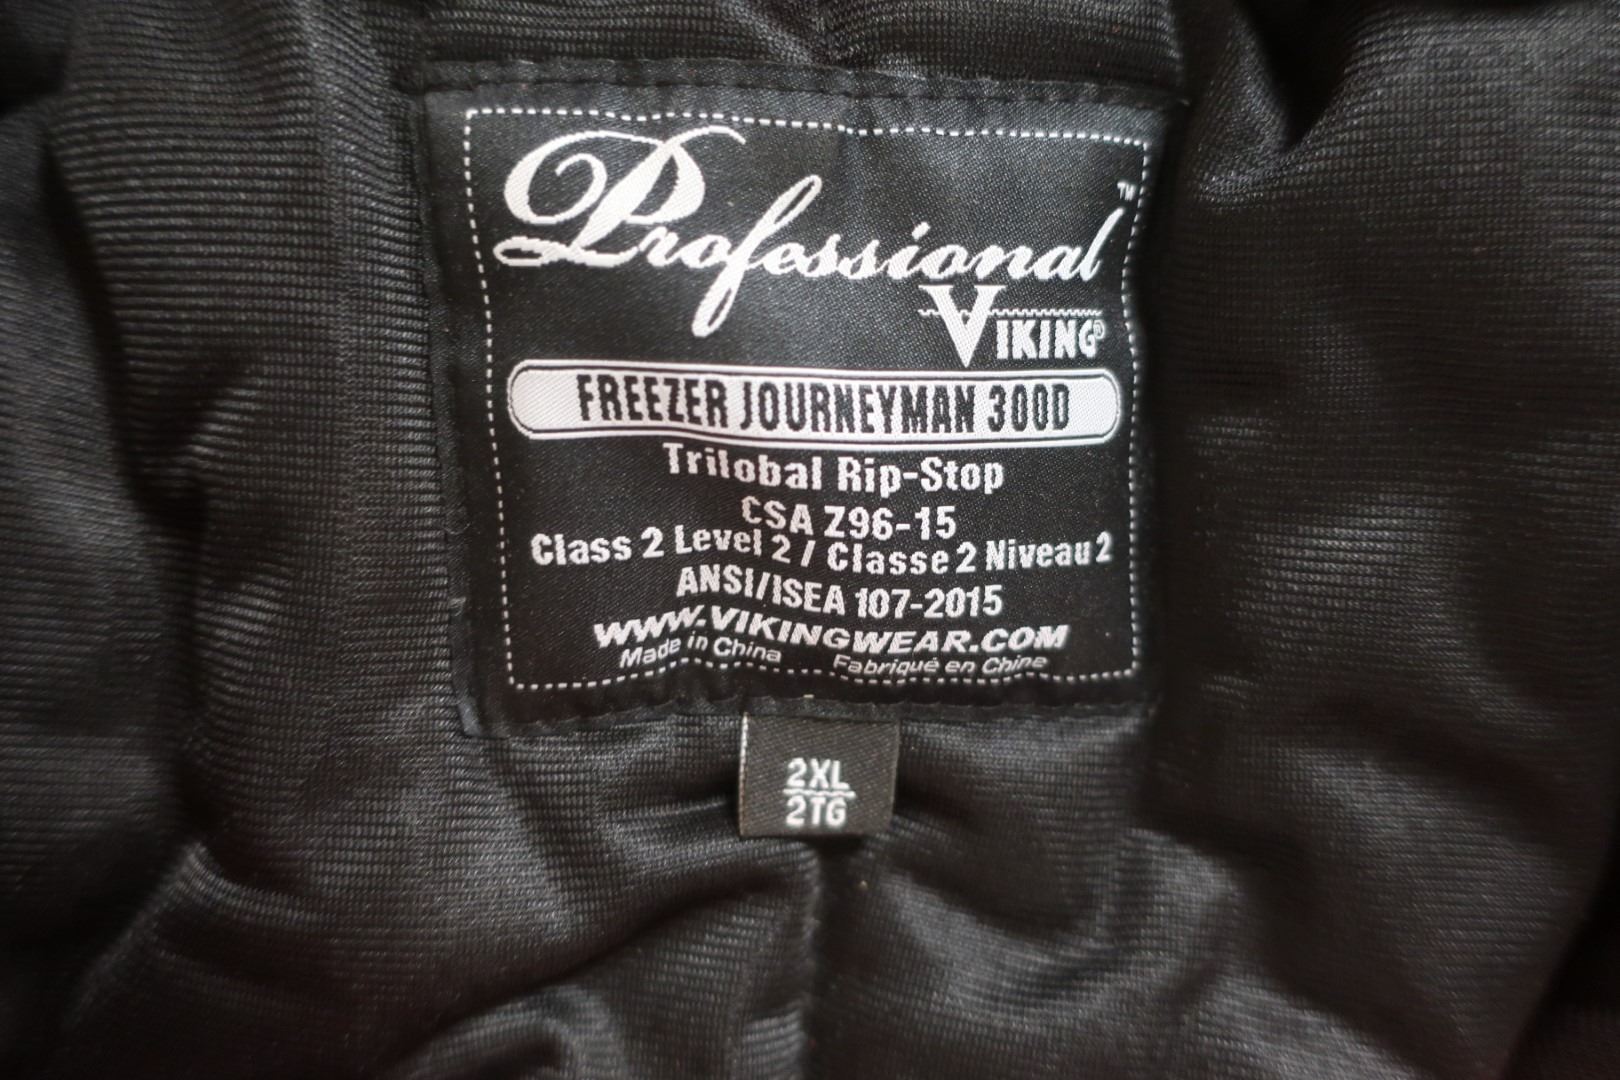 Professional™
VIKING®
FREEZER JOURNEYMAN 300D
Trilobal Rip-Stop
CSA Z96-15
Class 2 Level 2 / Classe 2 Niveau 2
ANSI/ISEA 107-2015
WWW.VIKINGWEAR.COM
Made in China Fabriqué en Chine
2XL
2TG